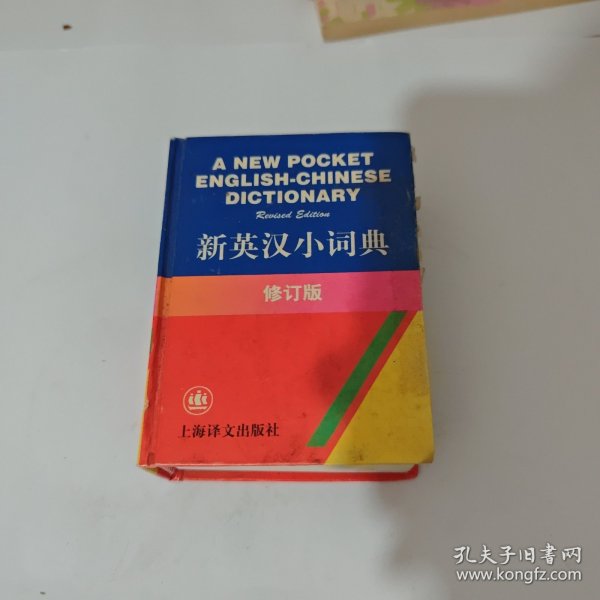 A NEW POCKET
ENGLISH-CHINESE
DICTIONARY
Revised Edition
新英汉小词典
修订版
上海译文出版社
孔夫子旧书网
www.kongfz.com